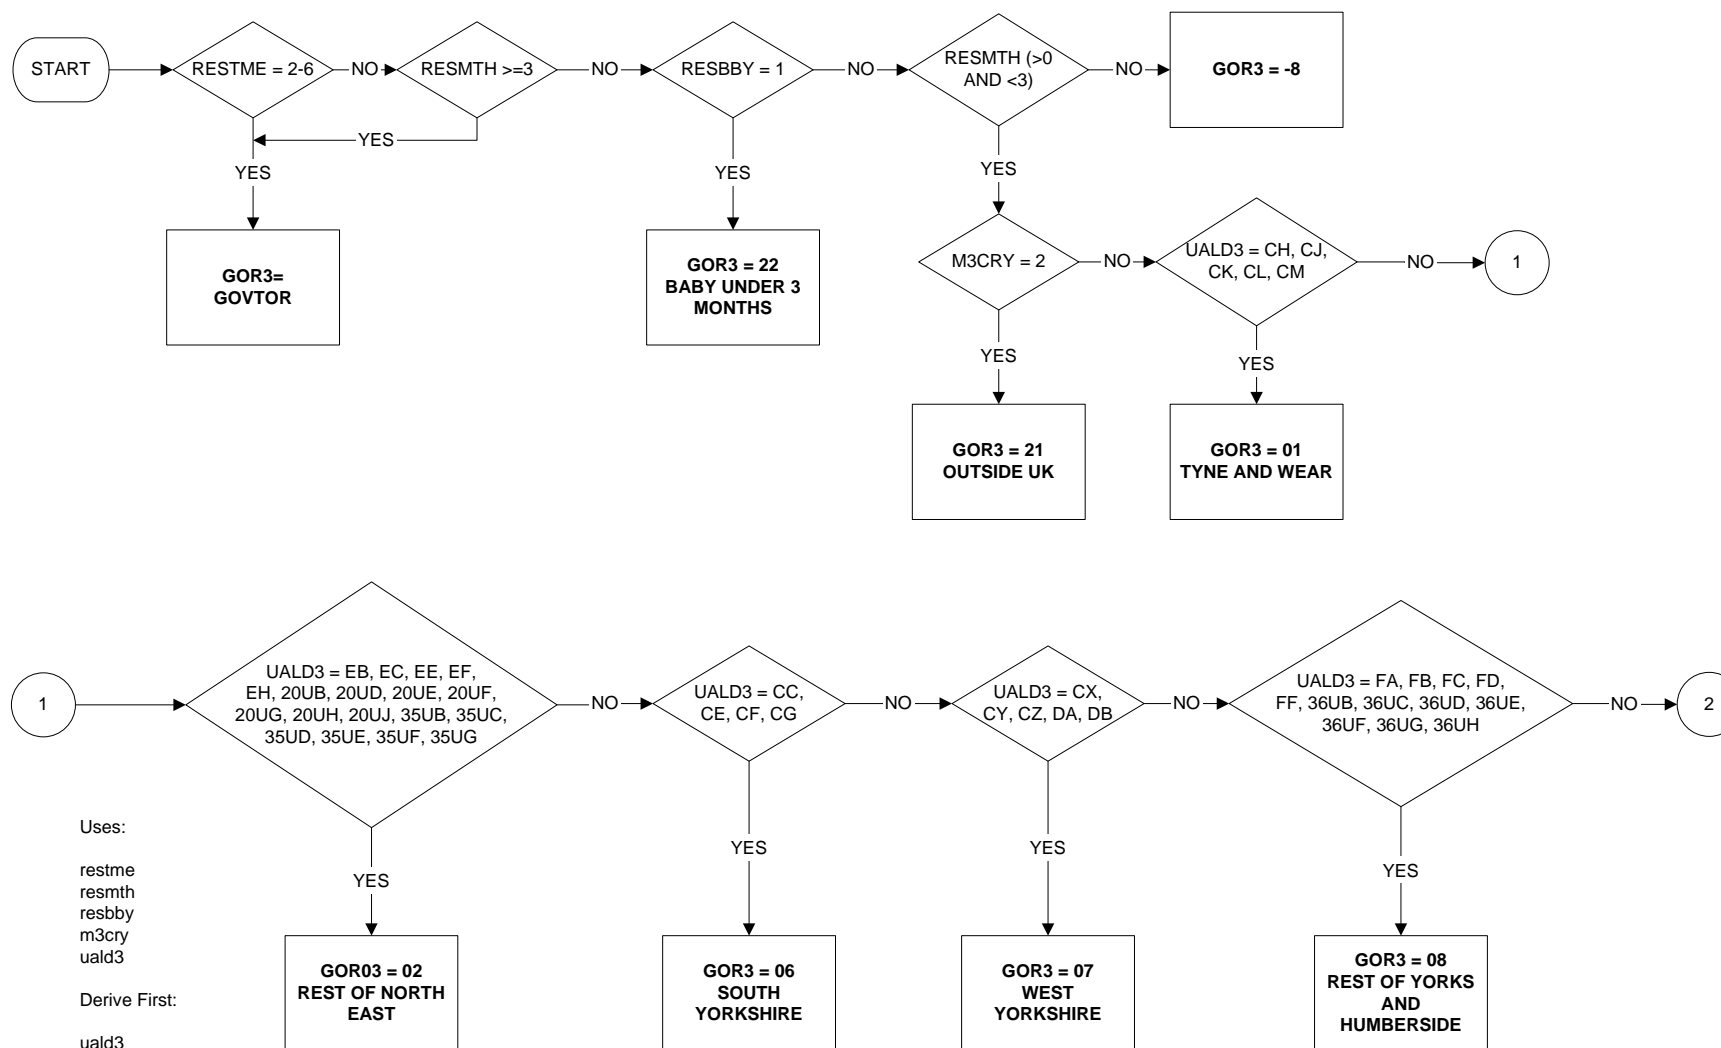 START
RESTME = 2-6
NO
RESMTH >=3
NO
RESBBY = 1
NO
RESMTH (>0
AND <3)
NO
GOR3 = -8
YES
YES
YES
YES
GOR3=
GOVTOR
GOR3 = 22
BABY UNDER 3
MONTHS
M3CRY = 2
NO
UALD3 = CH, CJ,
CK, CL, CM
NO
1
YES
YES
GOR3 = 21
OUTSIDE UK
GOR3 = 01
TYNE AND WEAR
1
UALD3 = EB, EC, EE, EF,
EH, 20UB, 20UD, 20UE, 20UF,
20UG, 20UH, 20UJ, 35UB, 35UC,
35UD, 35UE, 35UF, 35UG
NO
UALD3 = CC,
CE, CF, CG
NO
UALD3 = CX,
CY, CZ, DA, DB
NO
UALD3 = FA, FB, FC, FD,
FF, 36UB, 36UC, 36UD, 36UE,
36UF, 36UG, 36UH
NO
2
YES
YES
YES
YES
GOR03 = 02
REST OF NORTH
EAST
GOR3 = 06
SOUTH
YORKSHIRE
GOR3 = 07
WEST
YORKSHIRE
GOR3 = 08
REST OF YORKS
AND
HUMBERSIDE
Uses:
restme
resmth
resbby
m3cry
uald3
Derive First:
uald3